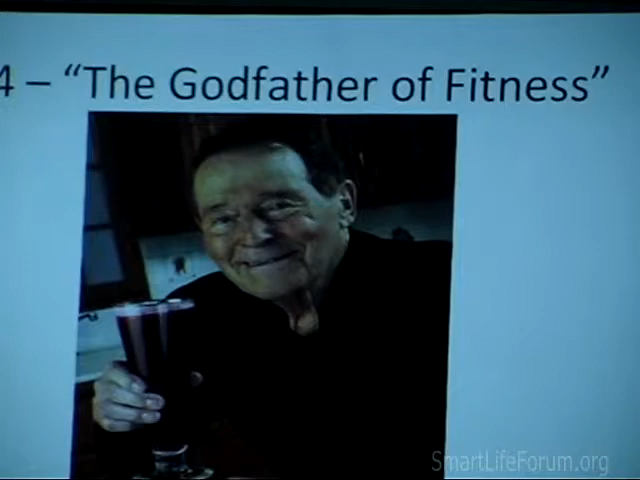 4 – “The Godfather of Fitness”
SmartLifeForum.org